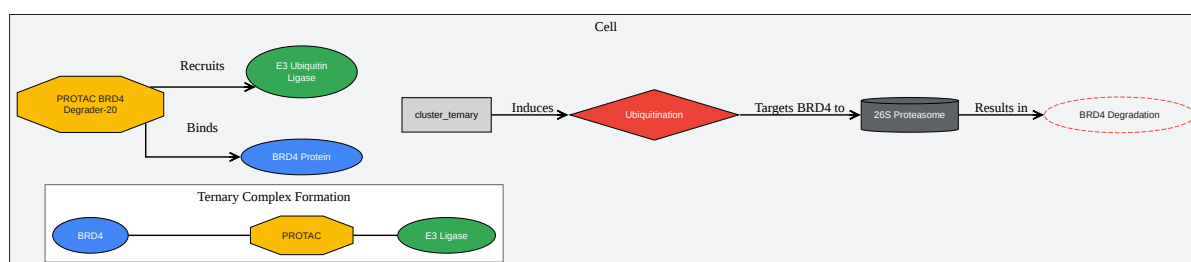 Cell
Recruits
E3 Ubiquitin
Ligase
PROTAC BRD4
Degrader-20
Binds
BRD4 Protein
cluster_ternary
Induces
Ubiquitination
Targets BRD4 to
26S Proteasome
Results in
BRD4 Degradation
Ternary Complex Formation
BRD4
PROTAC
E3 Ligase